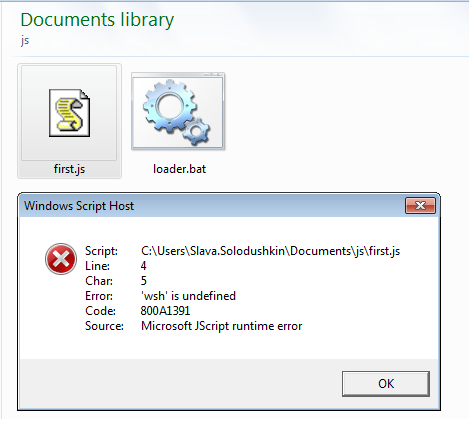 Documents library
js
first.js
loader.bat
Windows Script Host
Script: C:\Users\Slava.Solodushkin\Documents\js\first.js
Line: 4
Char: 5
Error: 'wsh' is undefined
Code: 800A1391
Source: Microsoft JScript runtime error
OK